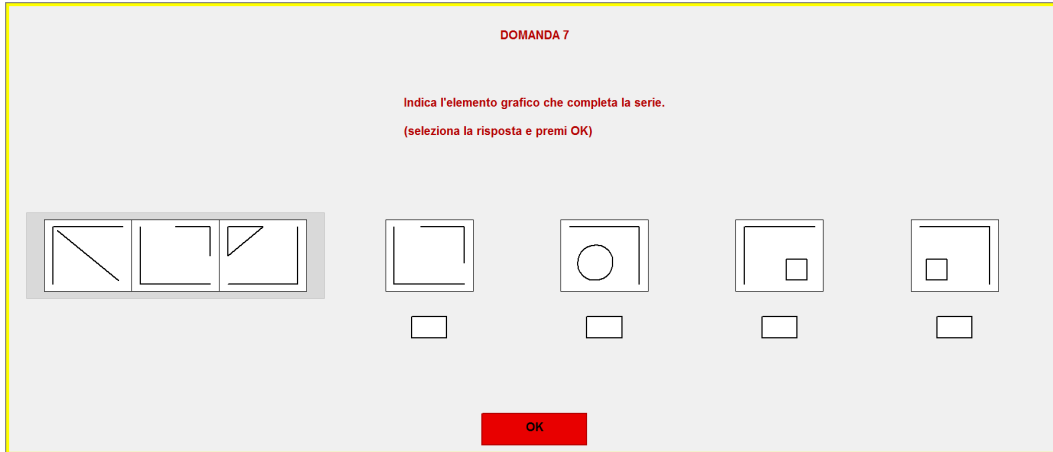 DOMANDA 7
Indica l'elemento grafico che completa la serie.
(seleziona la risposta e premi OK)
OK